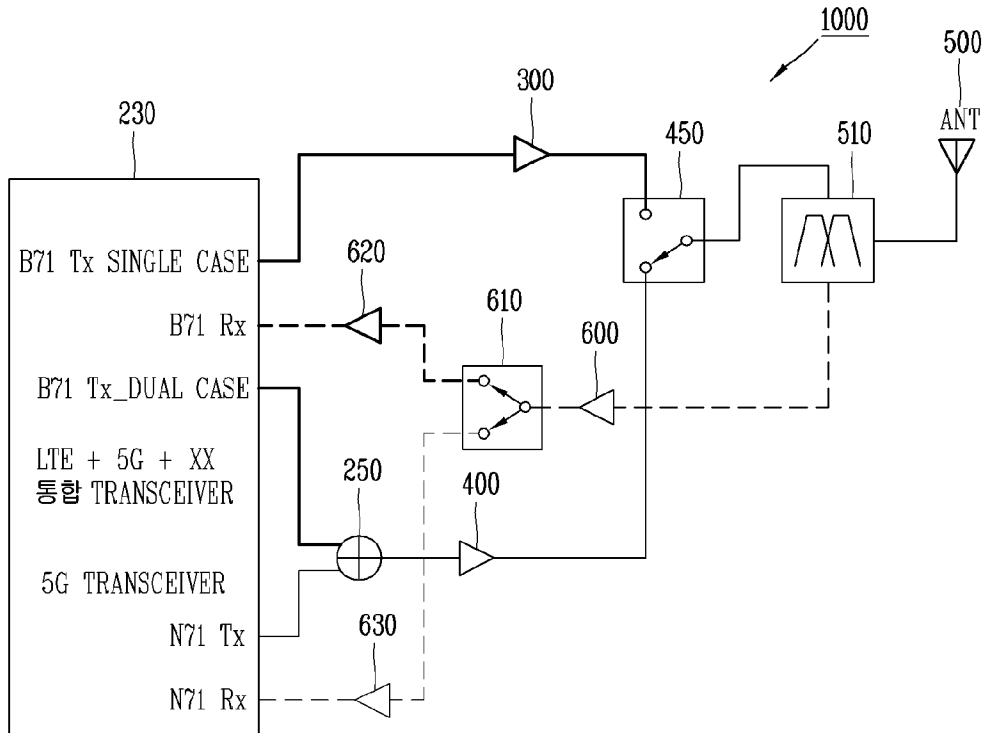 1000
500
300
230
ANT
450
510
B71 Tx SINGLE CASE
620
B71 Rx
610
600
B71 Tx_DUAL CASE
LTE + 5G + XX
통합 TRANSCEIVER
250
400
5G TRANSCEIVER
N71 Tx
630
N71 Rx